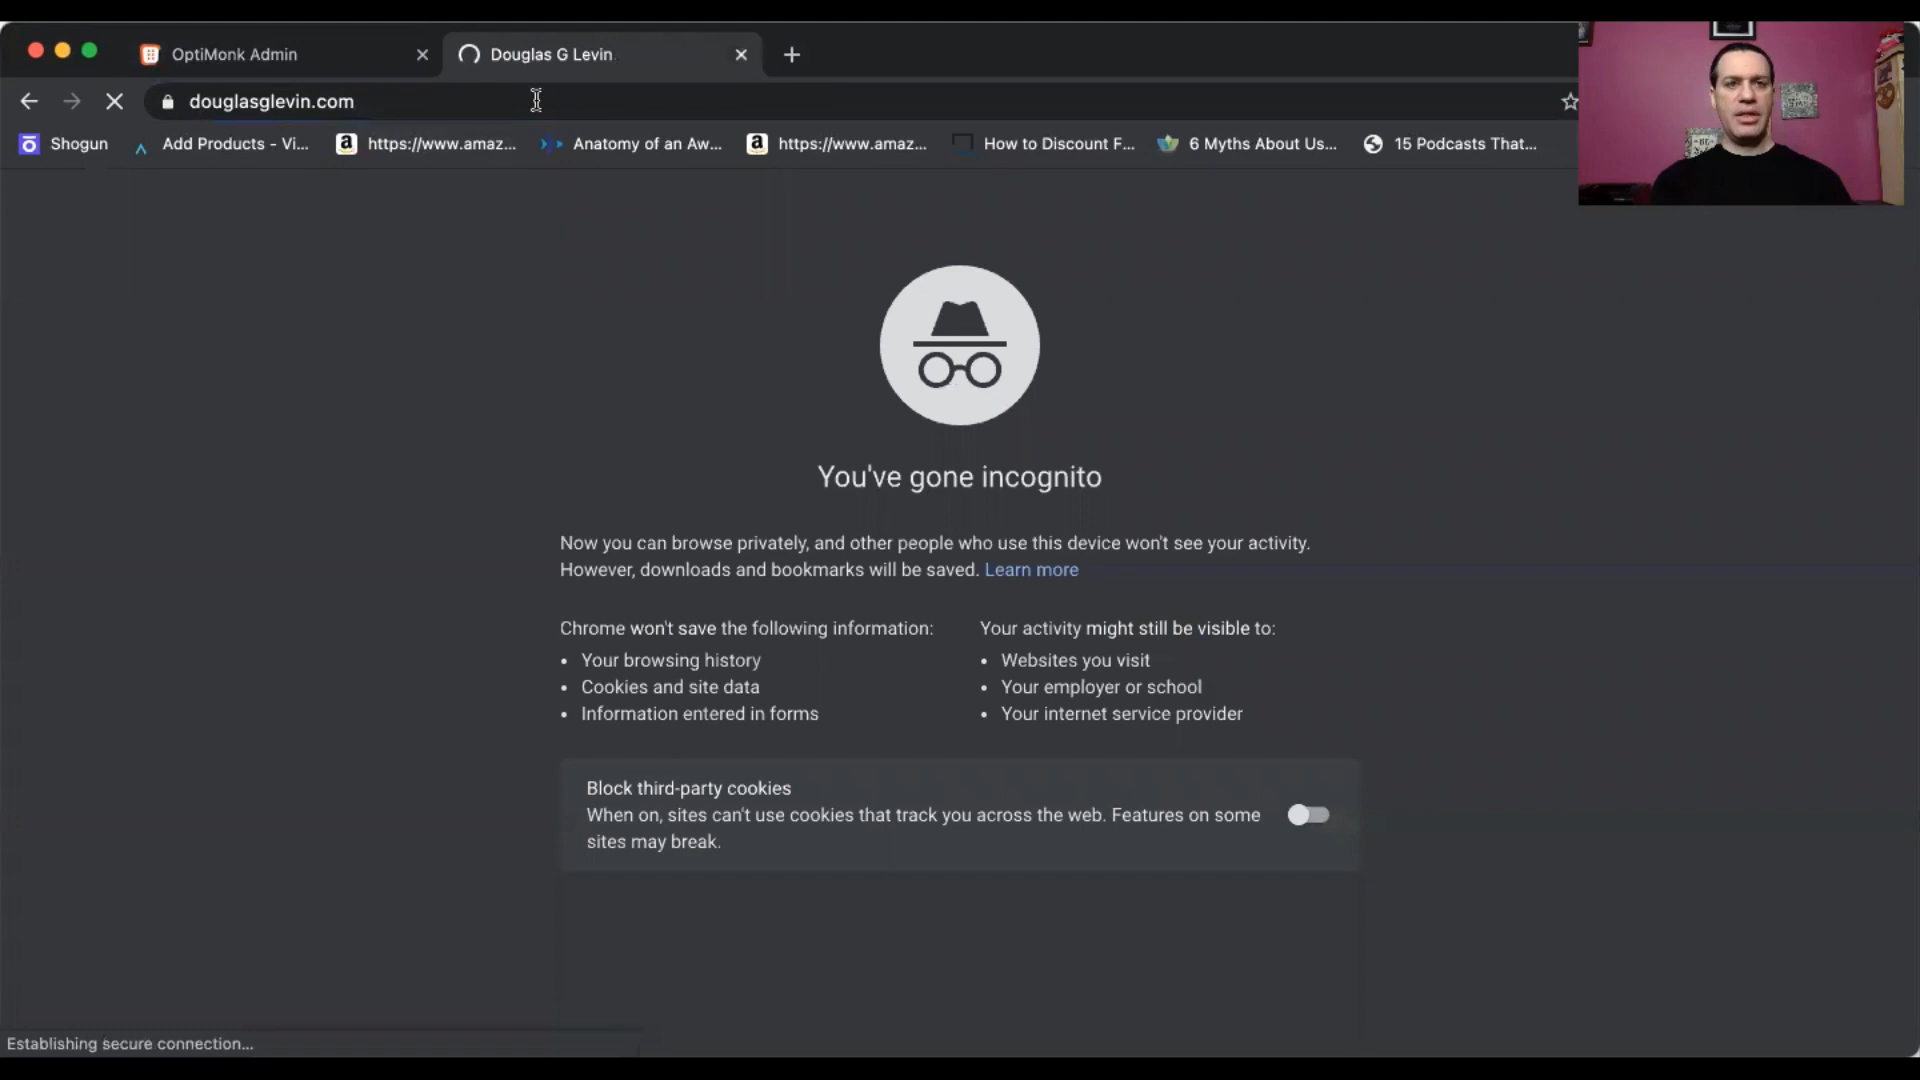 OptiMonk Admin
Douglas G Levin
douglasglevin.com
Shogun
Add Products - Vi...
https://www.amaz...
Anatomy of an Aw...
https://www.amaz...
How to Discount F...
6 Myths About Us...
15 Podcasts That...
You've gone incognito
Now you can browse privately, and other people who use this device won't see your activity.
However, downloads and bookmarks will be saved. Learn more
Chrome won't save the following information:
• Your browsing history
• Cookies and site data
• Information entered in forms
Your activity might still be visible to:
• Websites you visit
• Your employer or school
• Your internet service provider
Block third-party cookies
When on, sites can't use cookies that track you across the web. Features on some
sites may break.
Establishing secure connection...